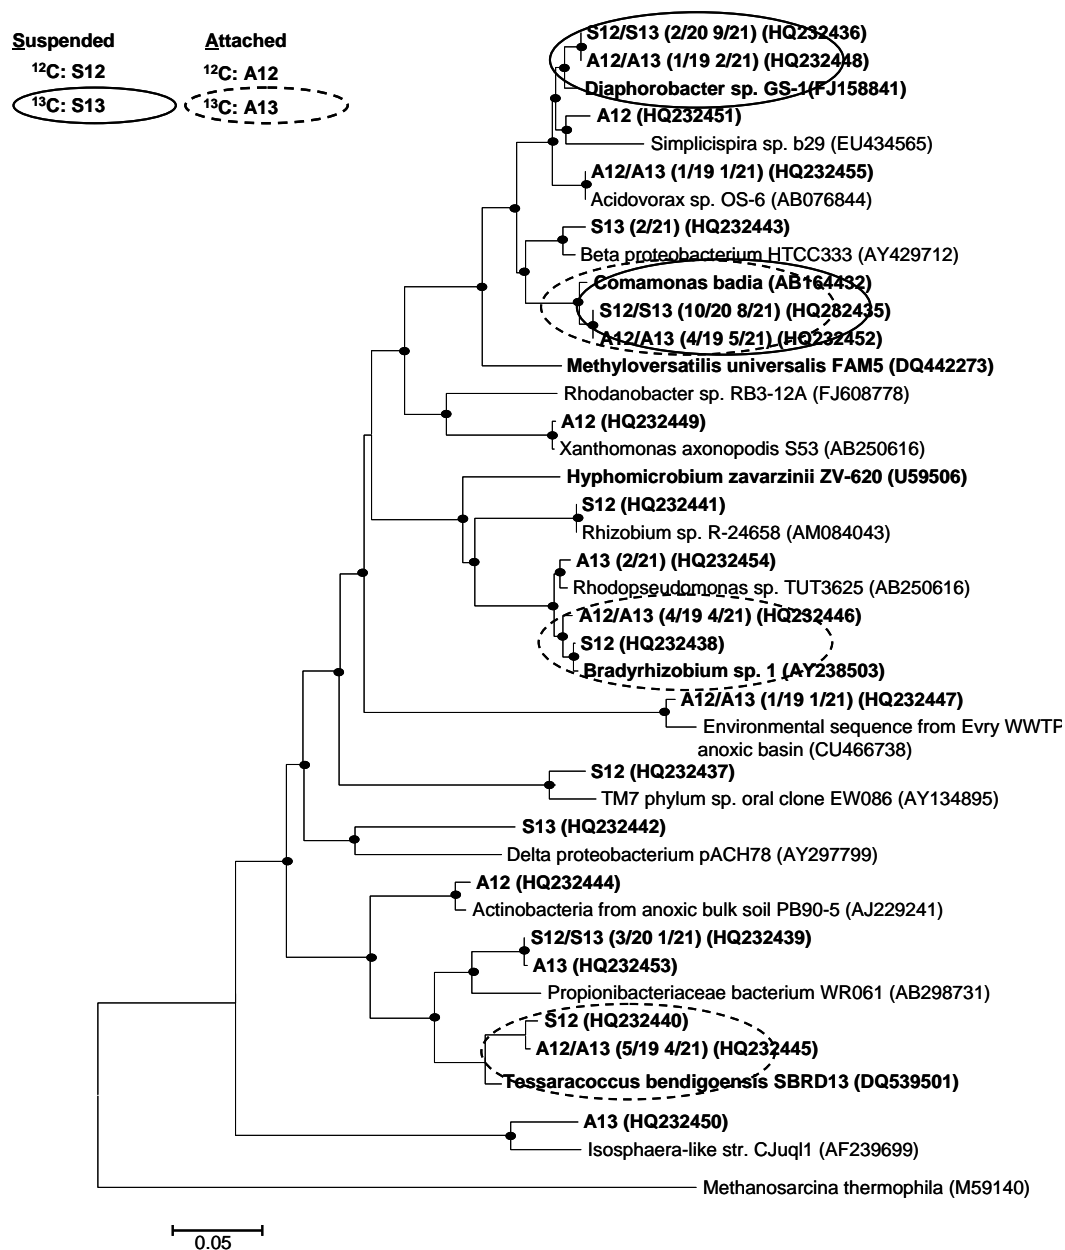 Suspended
Attached
¹²C: S12
¹²C: A12
¹³C: S13
¹³C: A13
S12/S13 (2/20 9/21) (HQ232436)
A12/A13 (1/19 2/21) (HQ232448)
Diaphorobacter sp. GS-1(FJ158841)
A12 (HQ232451)
Simplicispira sp. b29 (EU434565)
A12/A13 (1/19 1/21) (HQ232455)
Acidovorax sp. OS-6 (AB076844)
S13 (2/21) (HQ232443)
Beta proteobacterium HTCC333 (AY429712)
Comamonas badia (AB164432)
S12/S13 (10/20 8/21) (HQ232435)
A12/A13 (4/19 5/21) (HQ232452)
Methyloversatilis universalis FAM5 (DQ442273)
Rhodanobacter sp. RB3-12A (FJ608778)
A12 (HQ232449)
Xanthomonas axonopodis S53 (AB250616)
Hyphomicrobium zavarzinii ZV-620 (U59506)
S12 (HQ232441)
Rhizobium sp. R-24658 (AM084043)
A13 (2/21) (HQ232454)
Rhodopseudomonas sp. TUT3625 (AB250616)
A12/A13 (4/19 4/21) (HQ232446)
S12 (HQ232438)
Bradyrhizobium sp. 1 (AY238503)
A12/A13 (1/19 1/21) (HQ232447)
Environmental sequence from Evry WWTP
anoxic basin (CU466738)
S12 (HQ232437)
TM7 phylum sp. oral clone EW086 (AY134895)
S13 (HQ232442)
Delta proteobacterium pACH78 (AY297799)
A12 (HQ232444)
Actinobacteria from anoxic bulk soil PB90-5 (AJ229241)
S12/S13 (3/20 1/21) (HQ232439)
A13 (HQ232453)
Propionibacteriaceae bacterium WR061 (AB298731)
S12 (HQ232440)
A12/A13 (5/19 4/21) (HQ232445)
Tessaracoccus bendigoensis SBRD13 (DQ539501)
A13 (HQ232450)
Isosphaera-like str. CJuql1 (AF239699)
Methanosarcina thermophila (M59140)
0.05